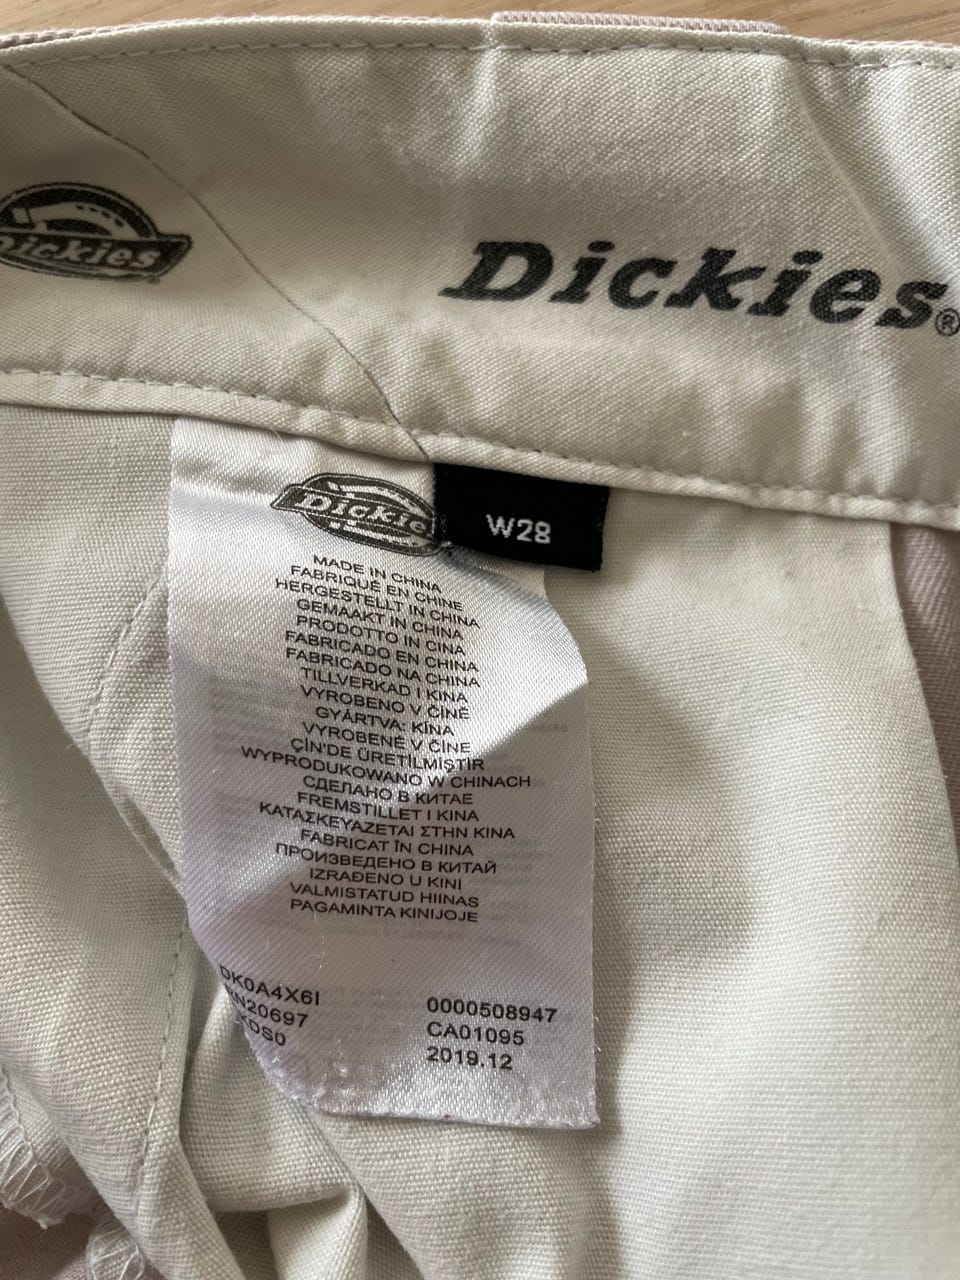 Dickies
Dickies®
Dickies
W28
MADE IN CHINA
FABRIQUÉ EN CHINE
HERGESTELLT IN CHINA
GEMAAKT IN CHINA
PRODOTTO IN CINA
FABRICADO EN CHINA
FABRICADO NA CHINA
TILLVERKAD I KINA
VYROBENO V ČÍNĚ
GYÁRTVA: KÍNA
VYROBENÉ V ČÍNE
ÇİN'DE ÜRETİLMİŞTİR
WYPRODUKOWANO W CHINACH
СДЕЛАНО В КИТАЕ
FREMSTILLET I KINA
ΚΑΤΑΣΚΕΥΑΖΕΤΑΙ ΣΤΗΝ ΚΙΝΑ
FABRICAT ÎN CHINA
ПРОИЗВЕДЕНО В КИТАЙ
IZRAĐENO U KINI
VALMISTATUD HIINAS
PAGAMINTA KINIJOJE
DK0A4X6I
RN20697
KDS0
0000508947
CA01095
2019.12